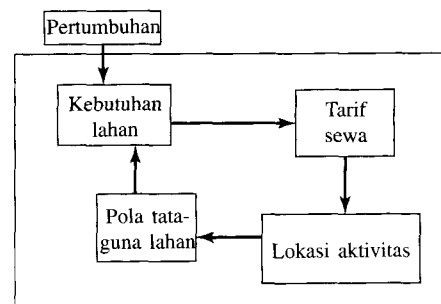 Pertumbuhan
Kebutuhan
lahan
Tarif
sewa
Pola tata-
guna lahan
Lokasi aktivitas